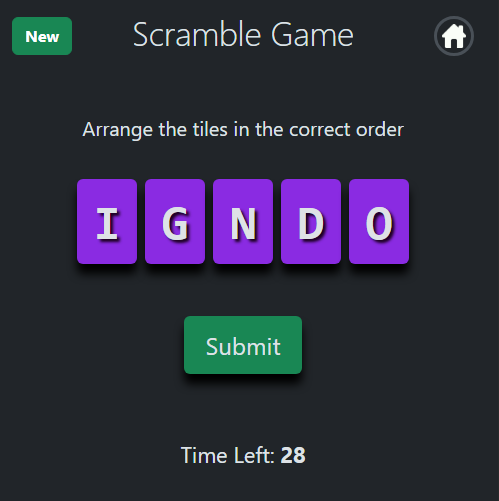 New
Scramble Game
Arrange the tiles in the correct order
I G N D O
Submit
Time Left: 28